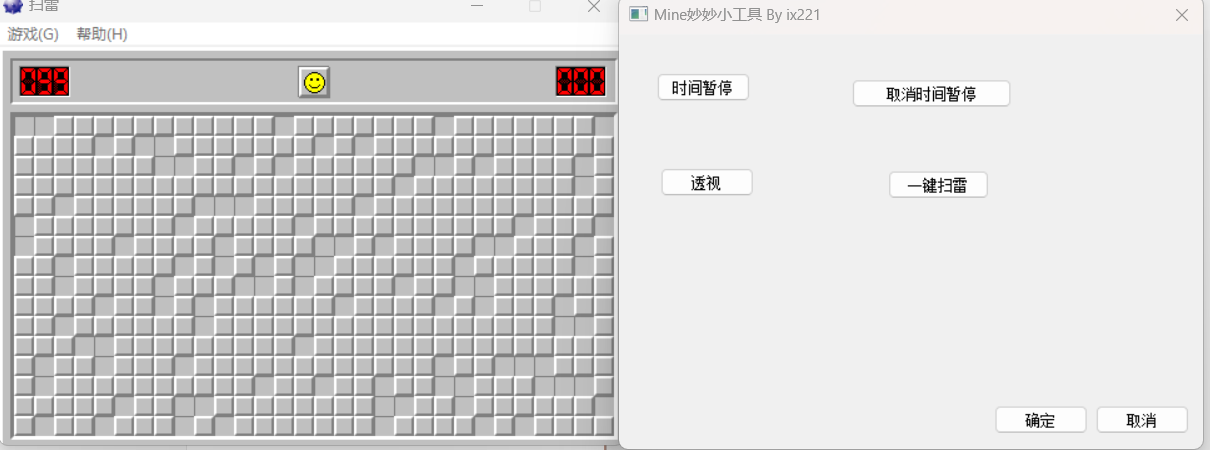 扫雷
游戏(G) 帮助(H)
099
000
Mine妙妙小工具 By ix221
时间暂停
取消时间暂停
透视
一键扫雷
确定
取消